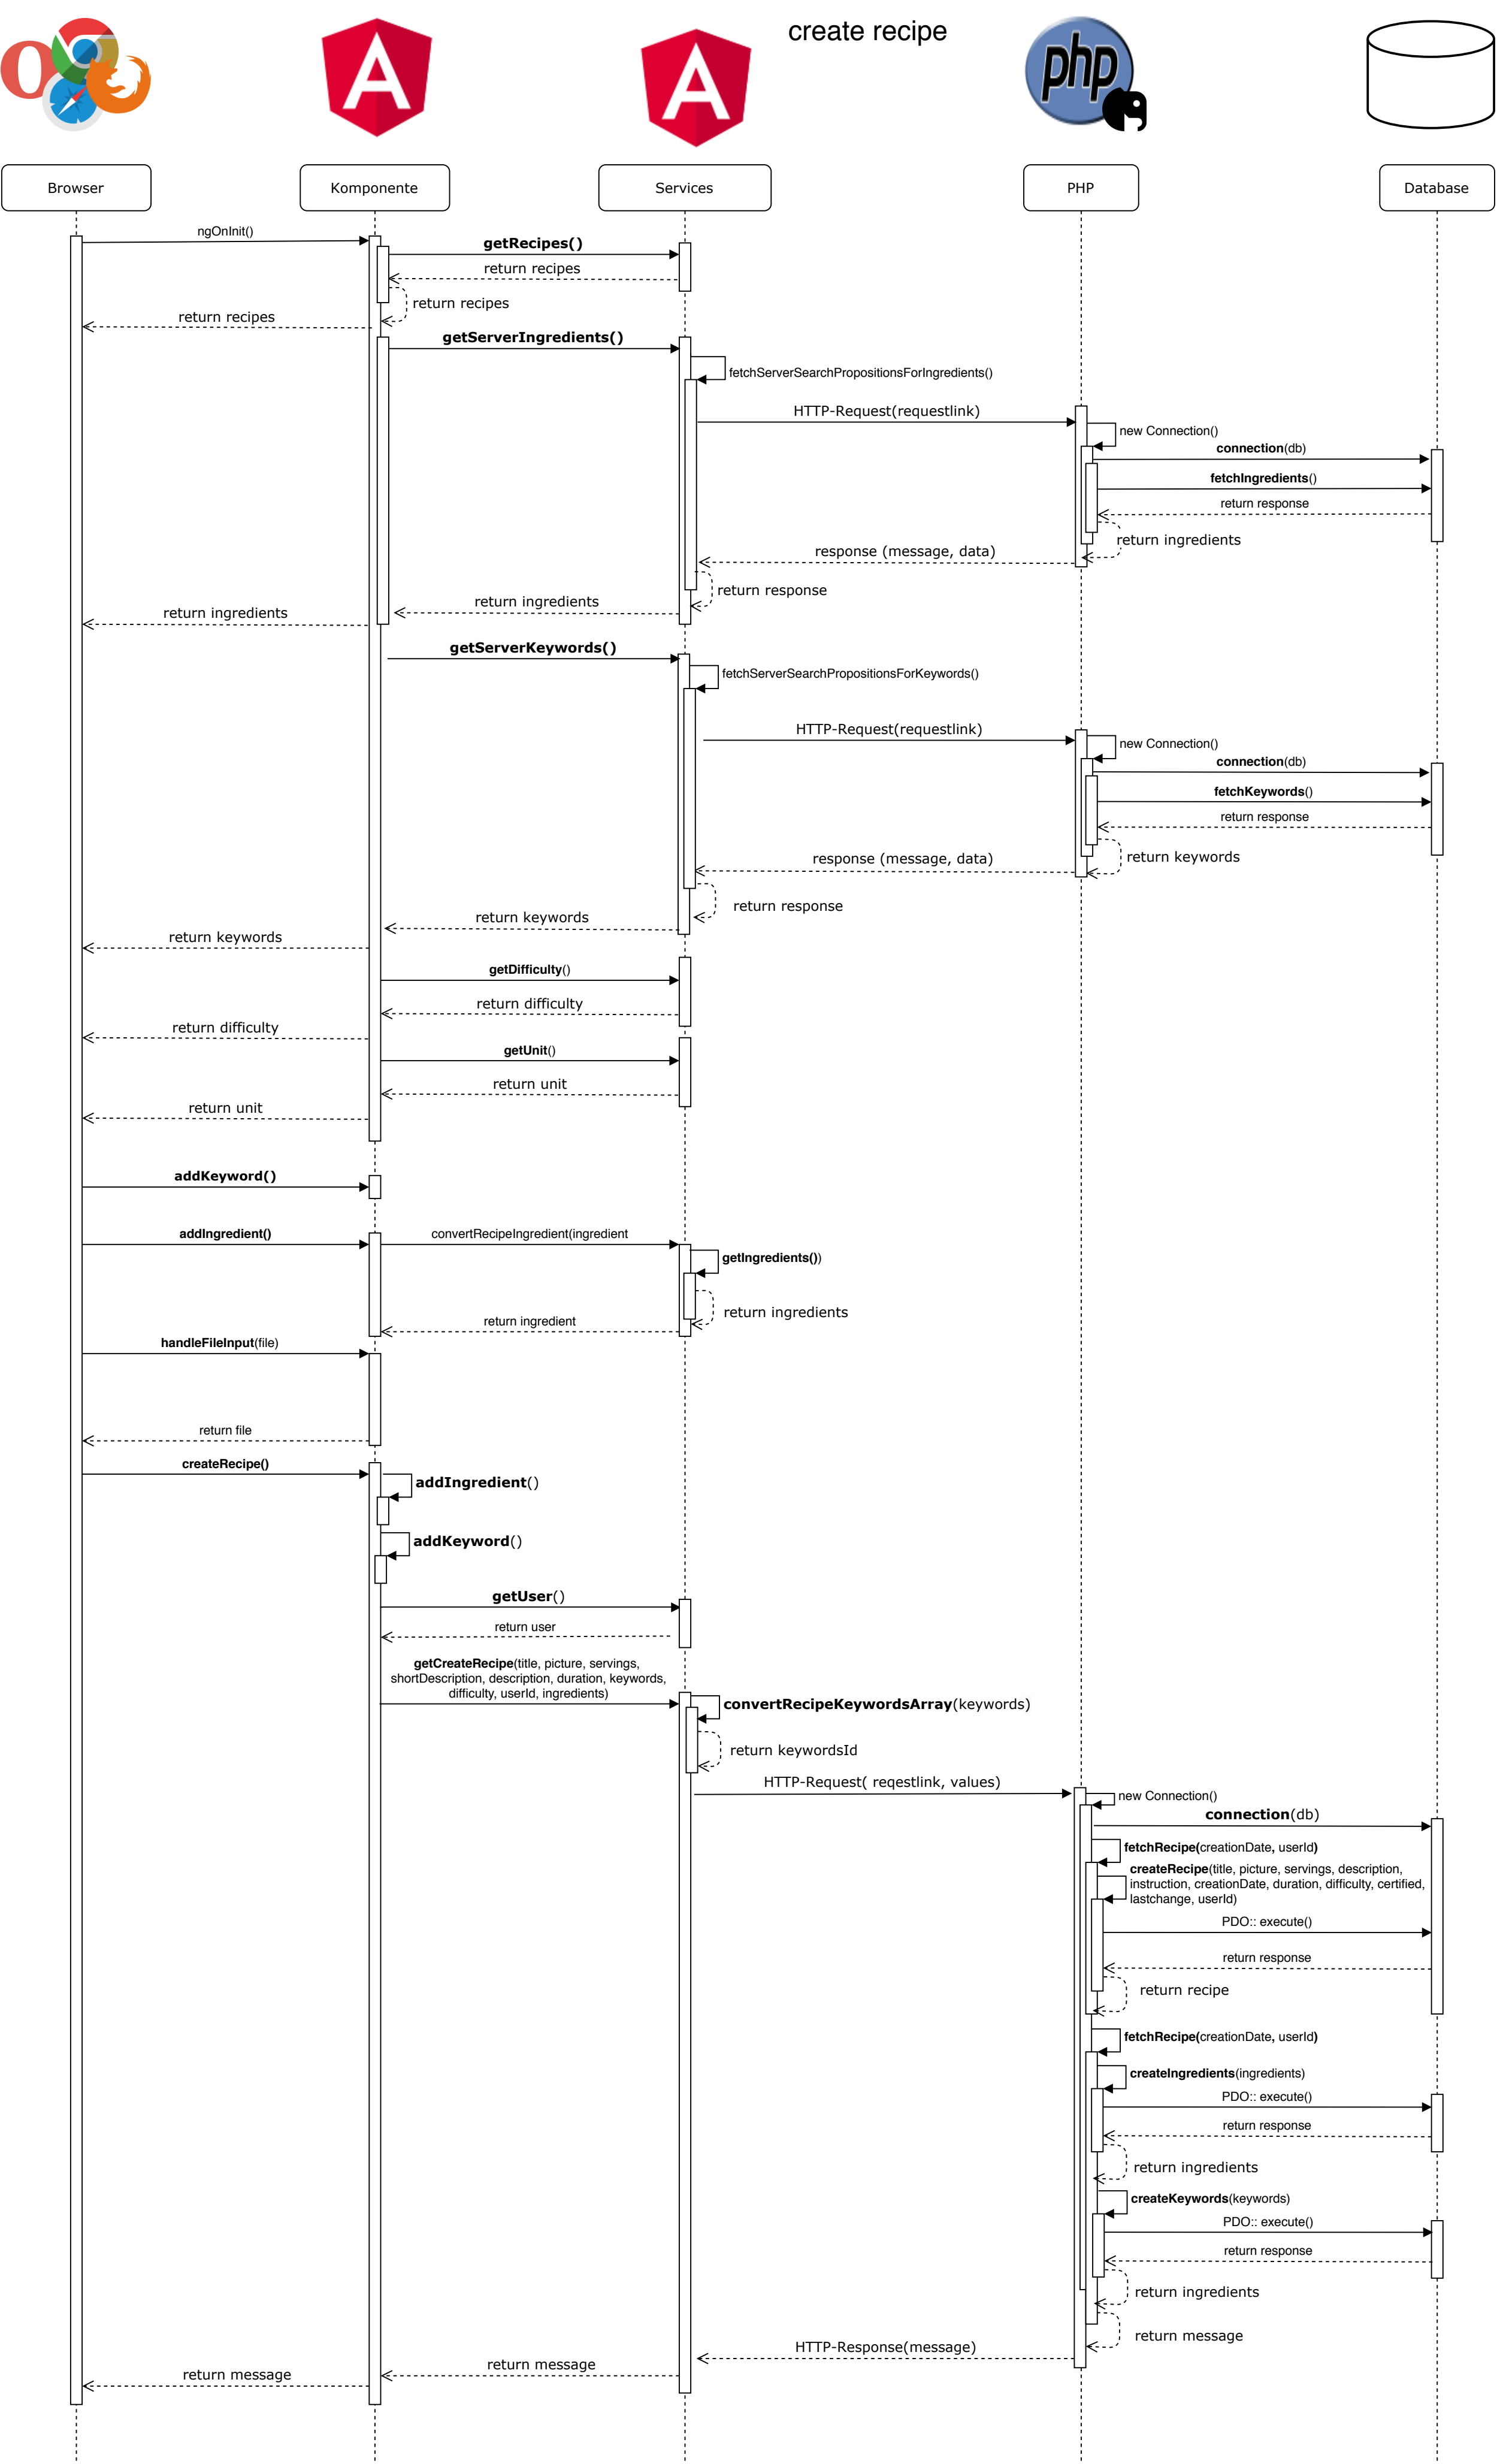 create recipe
php
Browser
Komponente
Services
PHP
Database
ngOnInit()
getRecipes()
return recipes
return recipes
return recipes
getServerIngredients()
fetchServerSearchPropositionsForIngredients()
HTTP-Request(requestlink)
new Connection()
connection(db)
fetchIngredients()
return response
return ingredients
response (message, data)
return response
return ingredients
return ingredients
getServerKeywords()
fetchServerSearchPropositionsForKeywords()
HTTP-Request(requestlink)
new Connection()
connection(db)
fetchKeywords()
return response
return keywords
response (message, data)
return response
return keywords
return keywords
getDifficulty()
return difficulty
return difficulty
getUnit()
return unit
return unit
addKeyword()
addIngredient()
convertRecipeIngredient(ingredient
getIngredients())
return ingredients
return ingredient
handleFileInput(file)
return file
createRecipe()
addIngredient()
addKeyword()
getUser()
return user
getCreateRecipe(title, picture, servings,
shortDescription, description, duration, keywords,
difficulty, userId, ingredients)
convertRecipeKeywordsArray(keywords)
return keywordsId
HTTP-Request( reqestlink, values)
new Connection()
connection(db)
fetchRecipe(creationDate, userId)
createRecipe(title, picture, servings, description,
instruction, creationDate, duration, difficulty, certified,
lastchange, userId)
PDO:: execute()
return response
return recipe
fetchRecipe(creationDate, userId)
createIngredients(ingredients)
PDO:: execute()
return response
return ingredients
createKeywords(keywords)
PDO:: execute()
return response
return ingredients
return message
HTTP-Response(message)
return message
return message